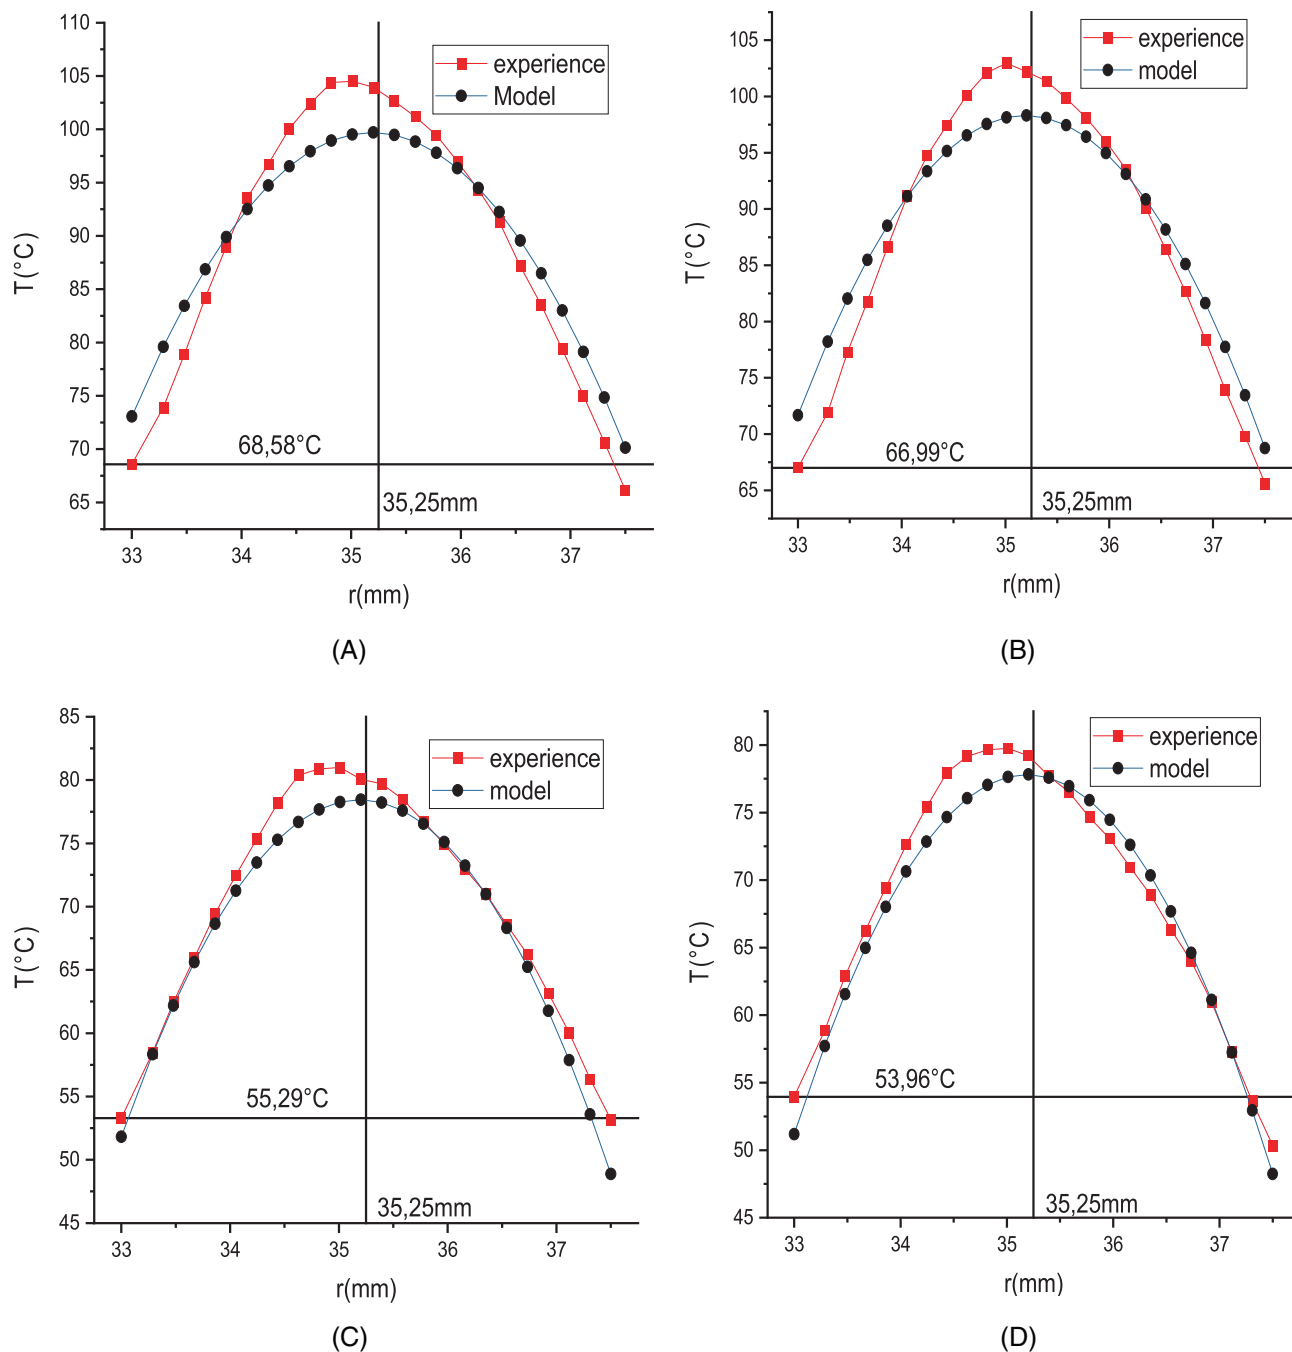 110
105
100
95
90
85
80
75
70
65
T(°C)
experience
Model
68,58°C
35,25mm
33 34 35 36 37
r(mm)
(A)
105
100
95
90
85
80
75
70
65
T(°C)
experience
model
66,99°C
35,25mm
33 34 35 36 37
r(mm)
(B)
85
80
75
70
65
60
55
50
45
T(°C)
experience
model
55,29°C
35,25mm
33 34 35 36 37
r(mm)
(C)
80
75
70
65
60
55
50
45
T(°C)
experience
model
53,96°C
35,25mm
33 34 35 36 37
r(mm)
(D)